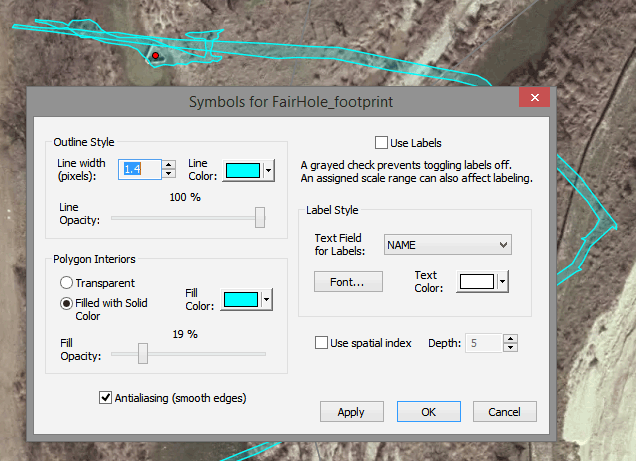 Symbols for FairHole_footprint
Outline Style
Line width
(pixels):
1.4
Line
Color:
100 %
Line
Opacity:
Polygon Interiors
Transparent
Filled with Solid
Color
Fill
Color:
19 %
Fill
Opacity:
Antialiasing (smooth edges)
Use Labels
A grayed check prevents toggling labels off.
An assigned scale range can also affect labeling.
Label Style
Text Field
for Labels:
NAME
Font...
Text
Color:
Use spatial index
Depth:
5
Apply
OK
Cancel